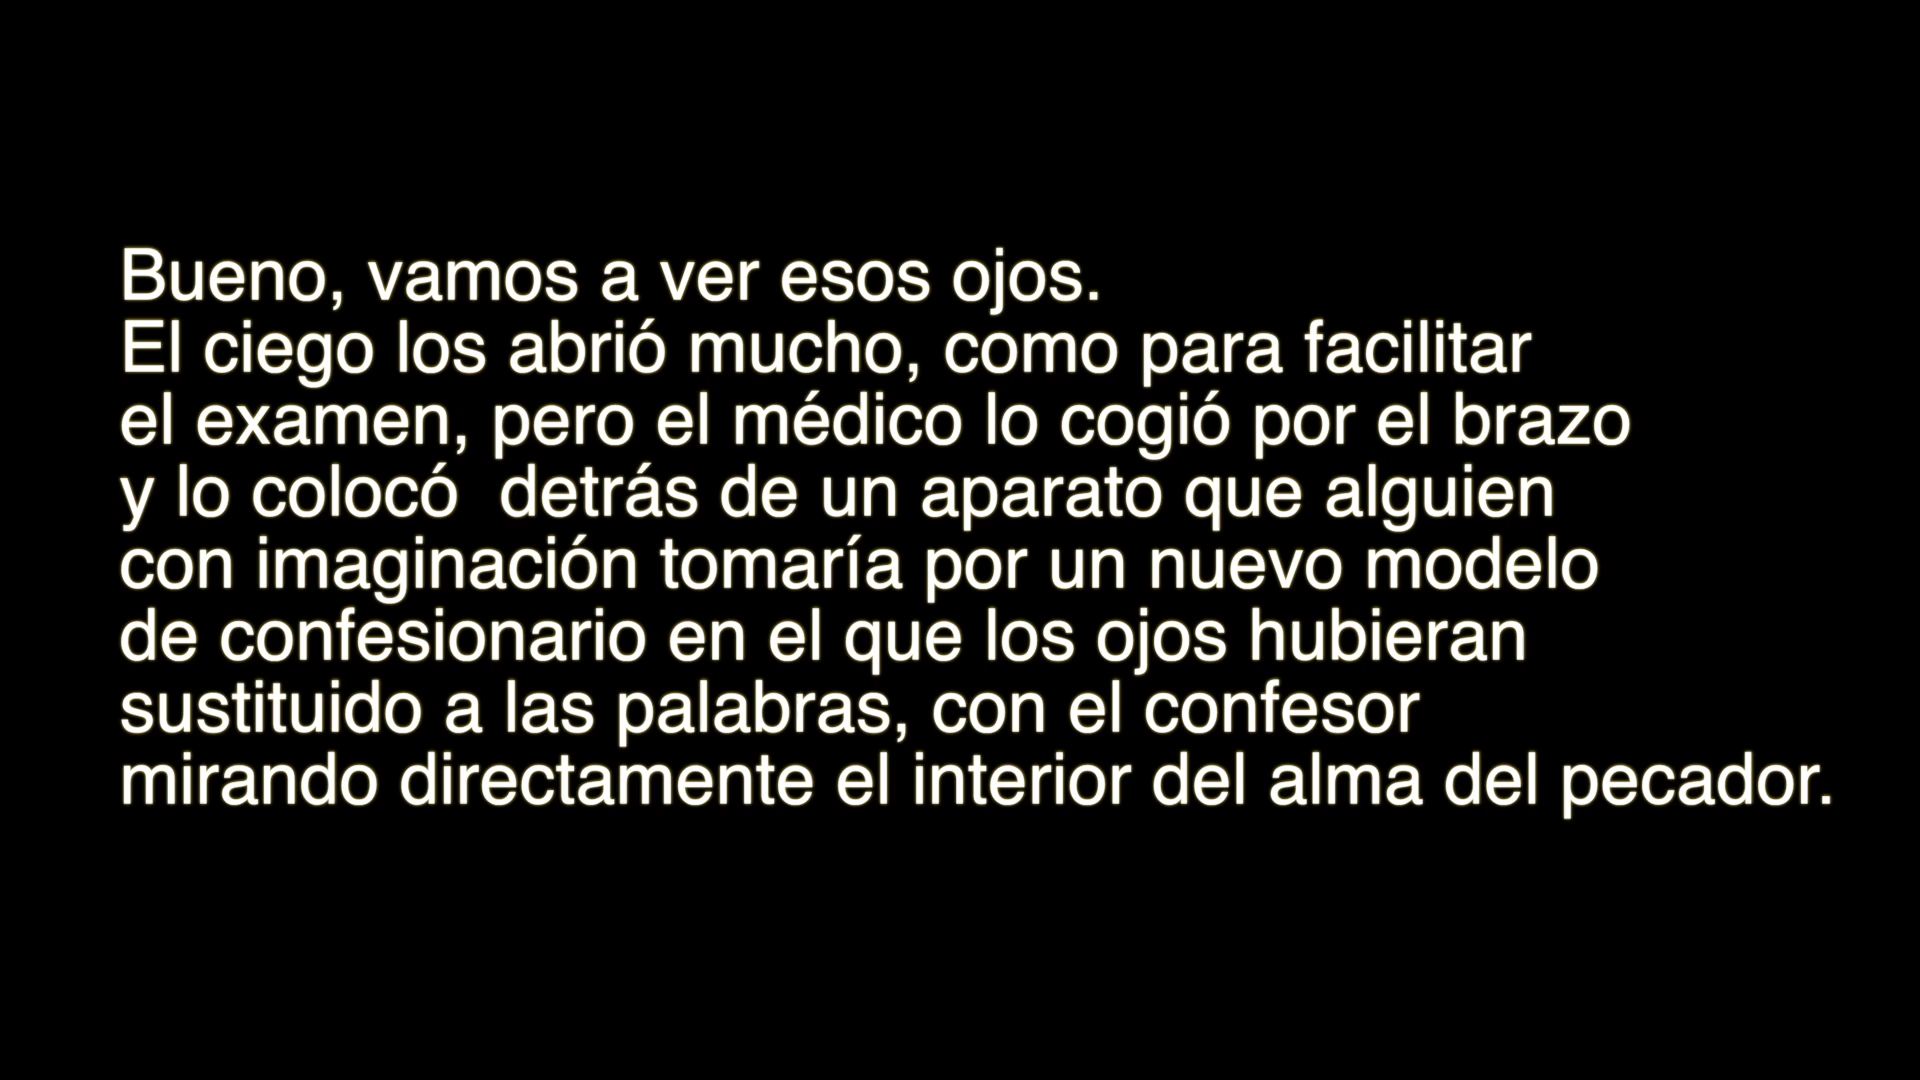 Bueno, vamos a ver esos ojos.
El ciego los abrió mucho, como para facilitar
el examen, pero el médico lo cogió por el brazo
y lo colocó  detrás de un aparato que alguien
con imaginación tomaría por un nuevo modelo
de confesionario en el que los ojos hubieran
sustituido a las palabras, con el confesor
mirando directamente el interior del alma del pecador.